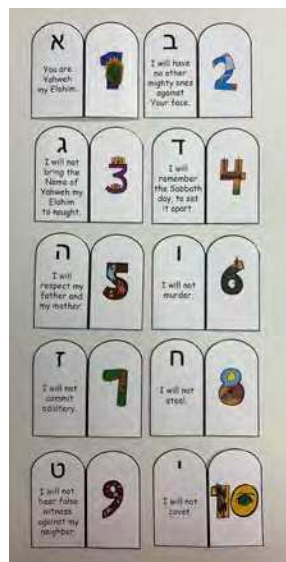 א
You are
Yahweh
my Elohim.
1
ב
I will have
no other
mighty ones
against
Your face.
2
ג
I will not
bring the
Name of
Yahweh my
Elohim
to naught.
3
ד
I will
remember
the Sabbath
day, to set
it apart.
4
ה
I will
respect my
father and
my mother.
5
ו
I will not
murder.
6
ז
I will not
commit
adultery.
7
ח
I will not
steal.
8
ט
I will not
bear false
witness
against my
neighbor.
9
י
I will not
covet.
10